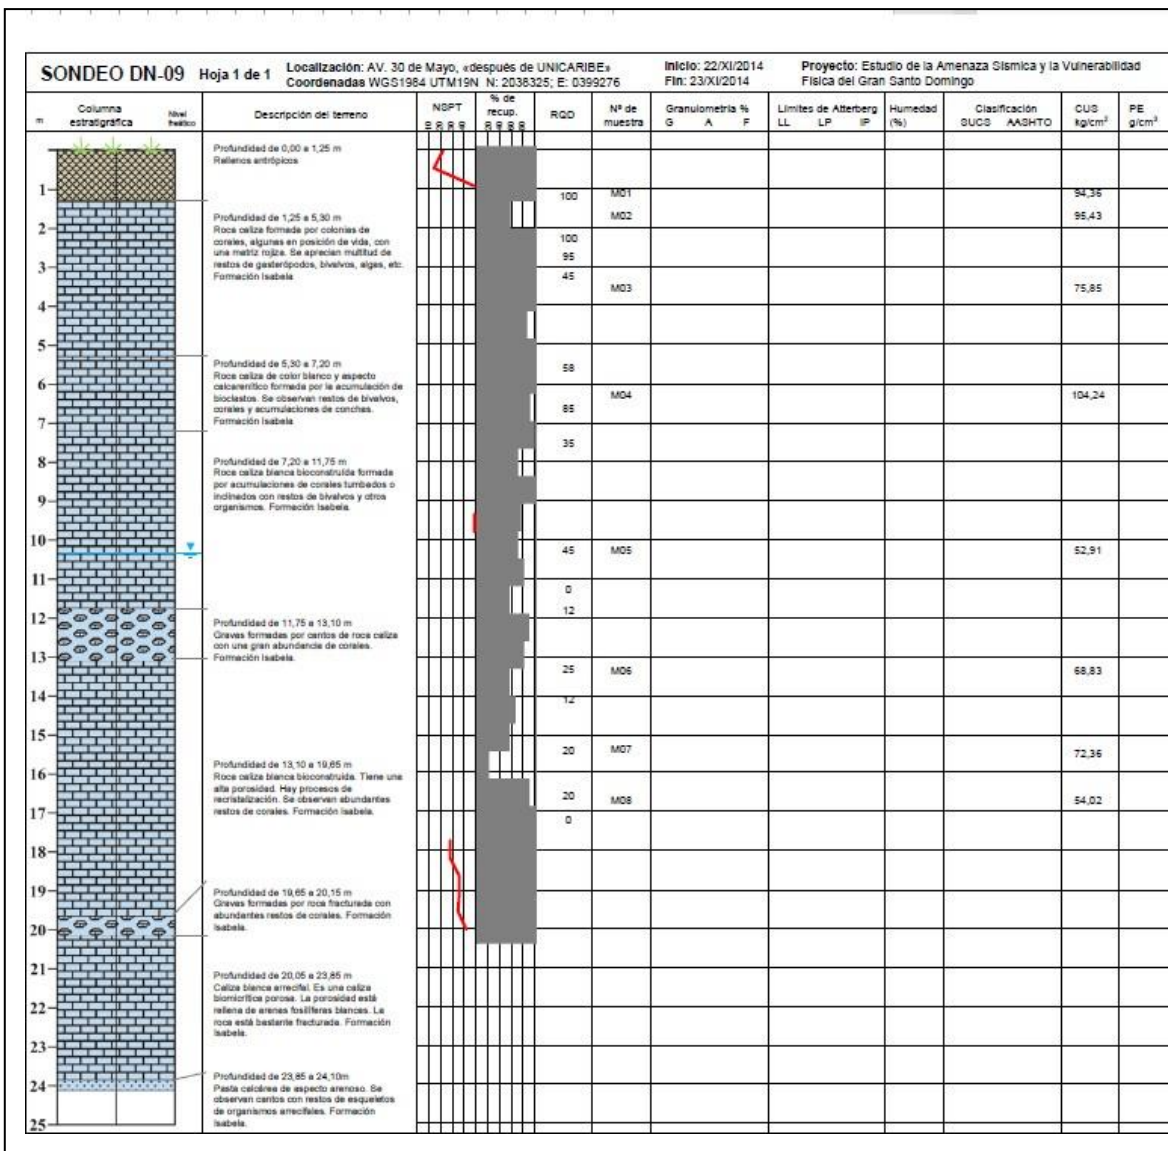 SONDEO DN-09 Hoja 1 de 1
Localización: AV. 30 de Mayo, «después de UNICARIBE»
Coordenadas WGS1984 UTM19N N: 2038325; E: 0399276
Inicio: 22/XI/2014
Fin: 23/XI/2014
Proyecto: Estudio de la Amenaza Sísmica y la Vulnerabilidad
Física del Gran Santo Domingo
m
Columna
estratigráfica
Nivel
freático
Descripción del terreno
NSPT
% de
recup.
RQD
Nº de
muestra
Granulometría %
G A F
Límites de Atterberg
LL LP IP
Humedad
(%)
Clasificación
SUCS AASHTO
CUS
kg/cm²
PE
g/cm³
Profundidad de 0,00 a 1,25 m
Rellenos antrópicos
1
100 M01 94,36
M02 95,43
2
Profundidad de 1,25 a 5,30 m
Roca caliza formada por colonias de
corales, algunas en posición de vida, con
una matriz rojiza. Se aprecian multitud de
restos de gasterópodos, bivalvos, algas, etc.
Formación Isabela
100
95
3
45
M03 75,85
4
5
Profundidad de 5,30 a 7,20 m
Roca caliza de color blanco y aspecto
calcarenítico formada por la acumulación de
bioclastos. Se observan restos de bivalvos,
corales y acumulaciones de conchas.
Formación Isabela
58
6
M04 104,24
85
7
35
8
Profundidad de 7,20 a 11,75 m
Roca caliza blanca bioconstruida formada
por acumulaciones de corales tumbados o
inclinados con restos de bivalvos y otros
organismos. Formación Isabela.
9
10
45 M05 52,91
11
0
12
12
Profundidad de 11,75 a 13,10 m
Gravas formadas por cantos de roca caliza
con una gran abundancia de corales.
Formación Isabela.
13
25 M06 68,83
14
12
15
20 M07 72,36
16
Profundidad de 13,10 a 19,65 m
Roca caliza blanca bioconstruida. Tiene una
alta porosidad. Hay procesos de
recristalización. Se observan abundantes
restos de corales. Formación Isabela.
20 M08 54,02
17
0
18
19
Profundidad de 19,65 a 20,15 m
Gravas formadas por roca fracturada con
abundantes restos de corales. Formación
Isabela.
20
21
Profundidad de 20,05 a 23,85 m
Caliza blanca arrecifal. Es una caliza
biomicrítica porosa. La porosidad está
rellena de arenas fosilíferas blancas. La
roca está bastante fracturada. Formación
Isabela.
22
23
24
Profundidad de 23,85 a 24,10m
Pasta calcárea de aspecto arenoso. Se
observan cantos con restos de esqueletos
de organismos arrecifales. Formación
Isabela.
25